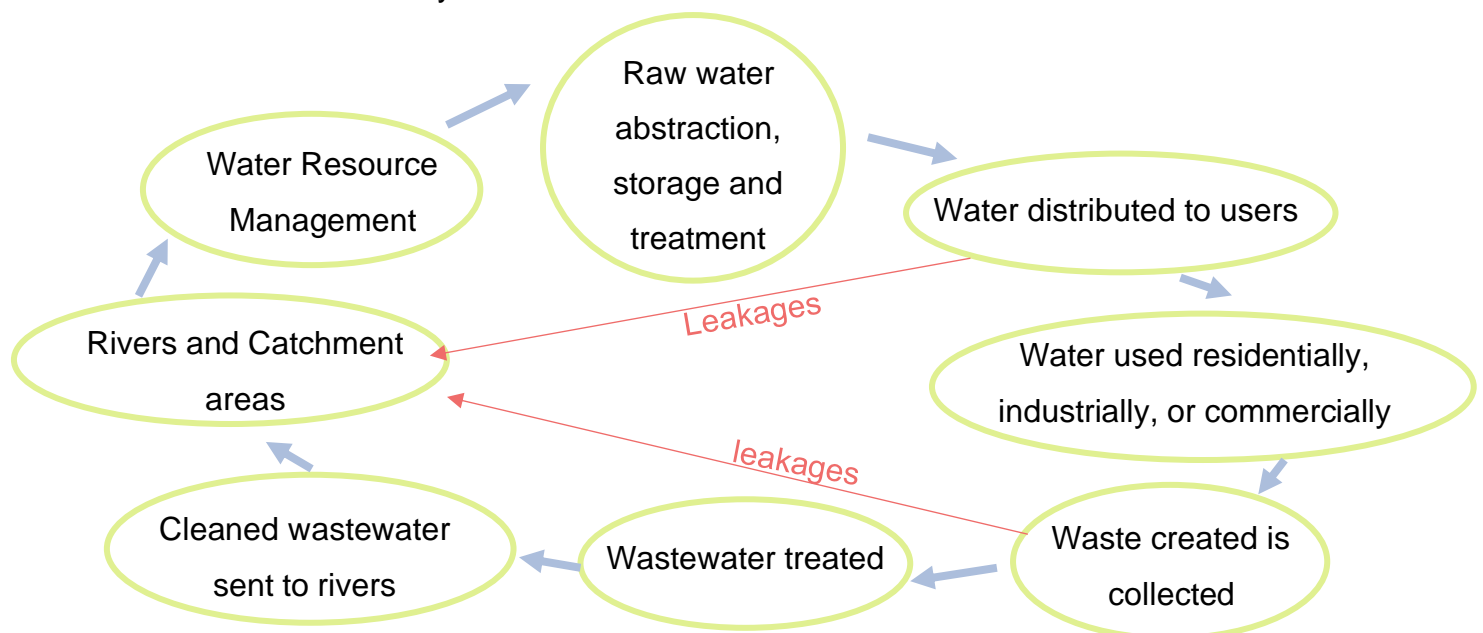 Raw water
abstraction,
storage and
treatment
Water Resource
Management
Water distributed to users
Leakages
Rivers and Catchment
areas
Water used residentially,
industrially, or commercially
leakages
Cleaned wastewater
sent to rivers
Wastewater treated
Waste created is
collected